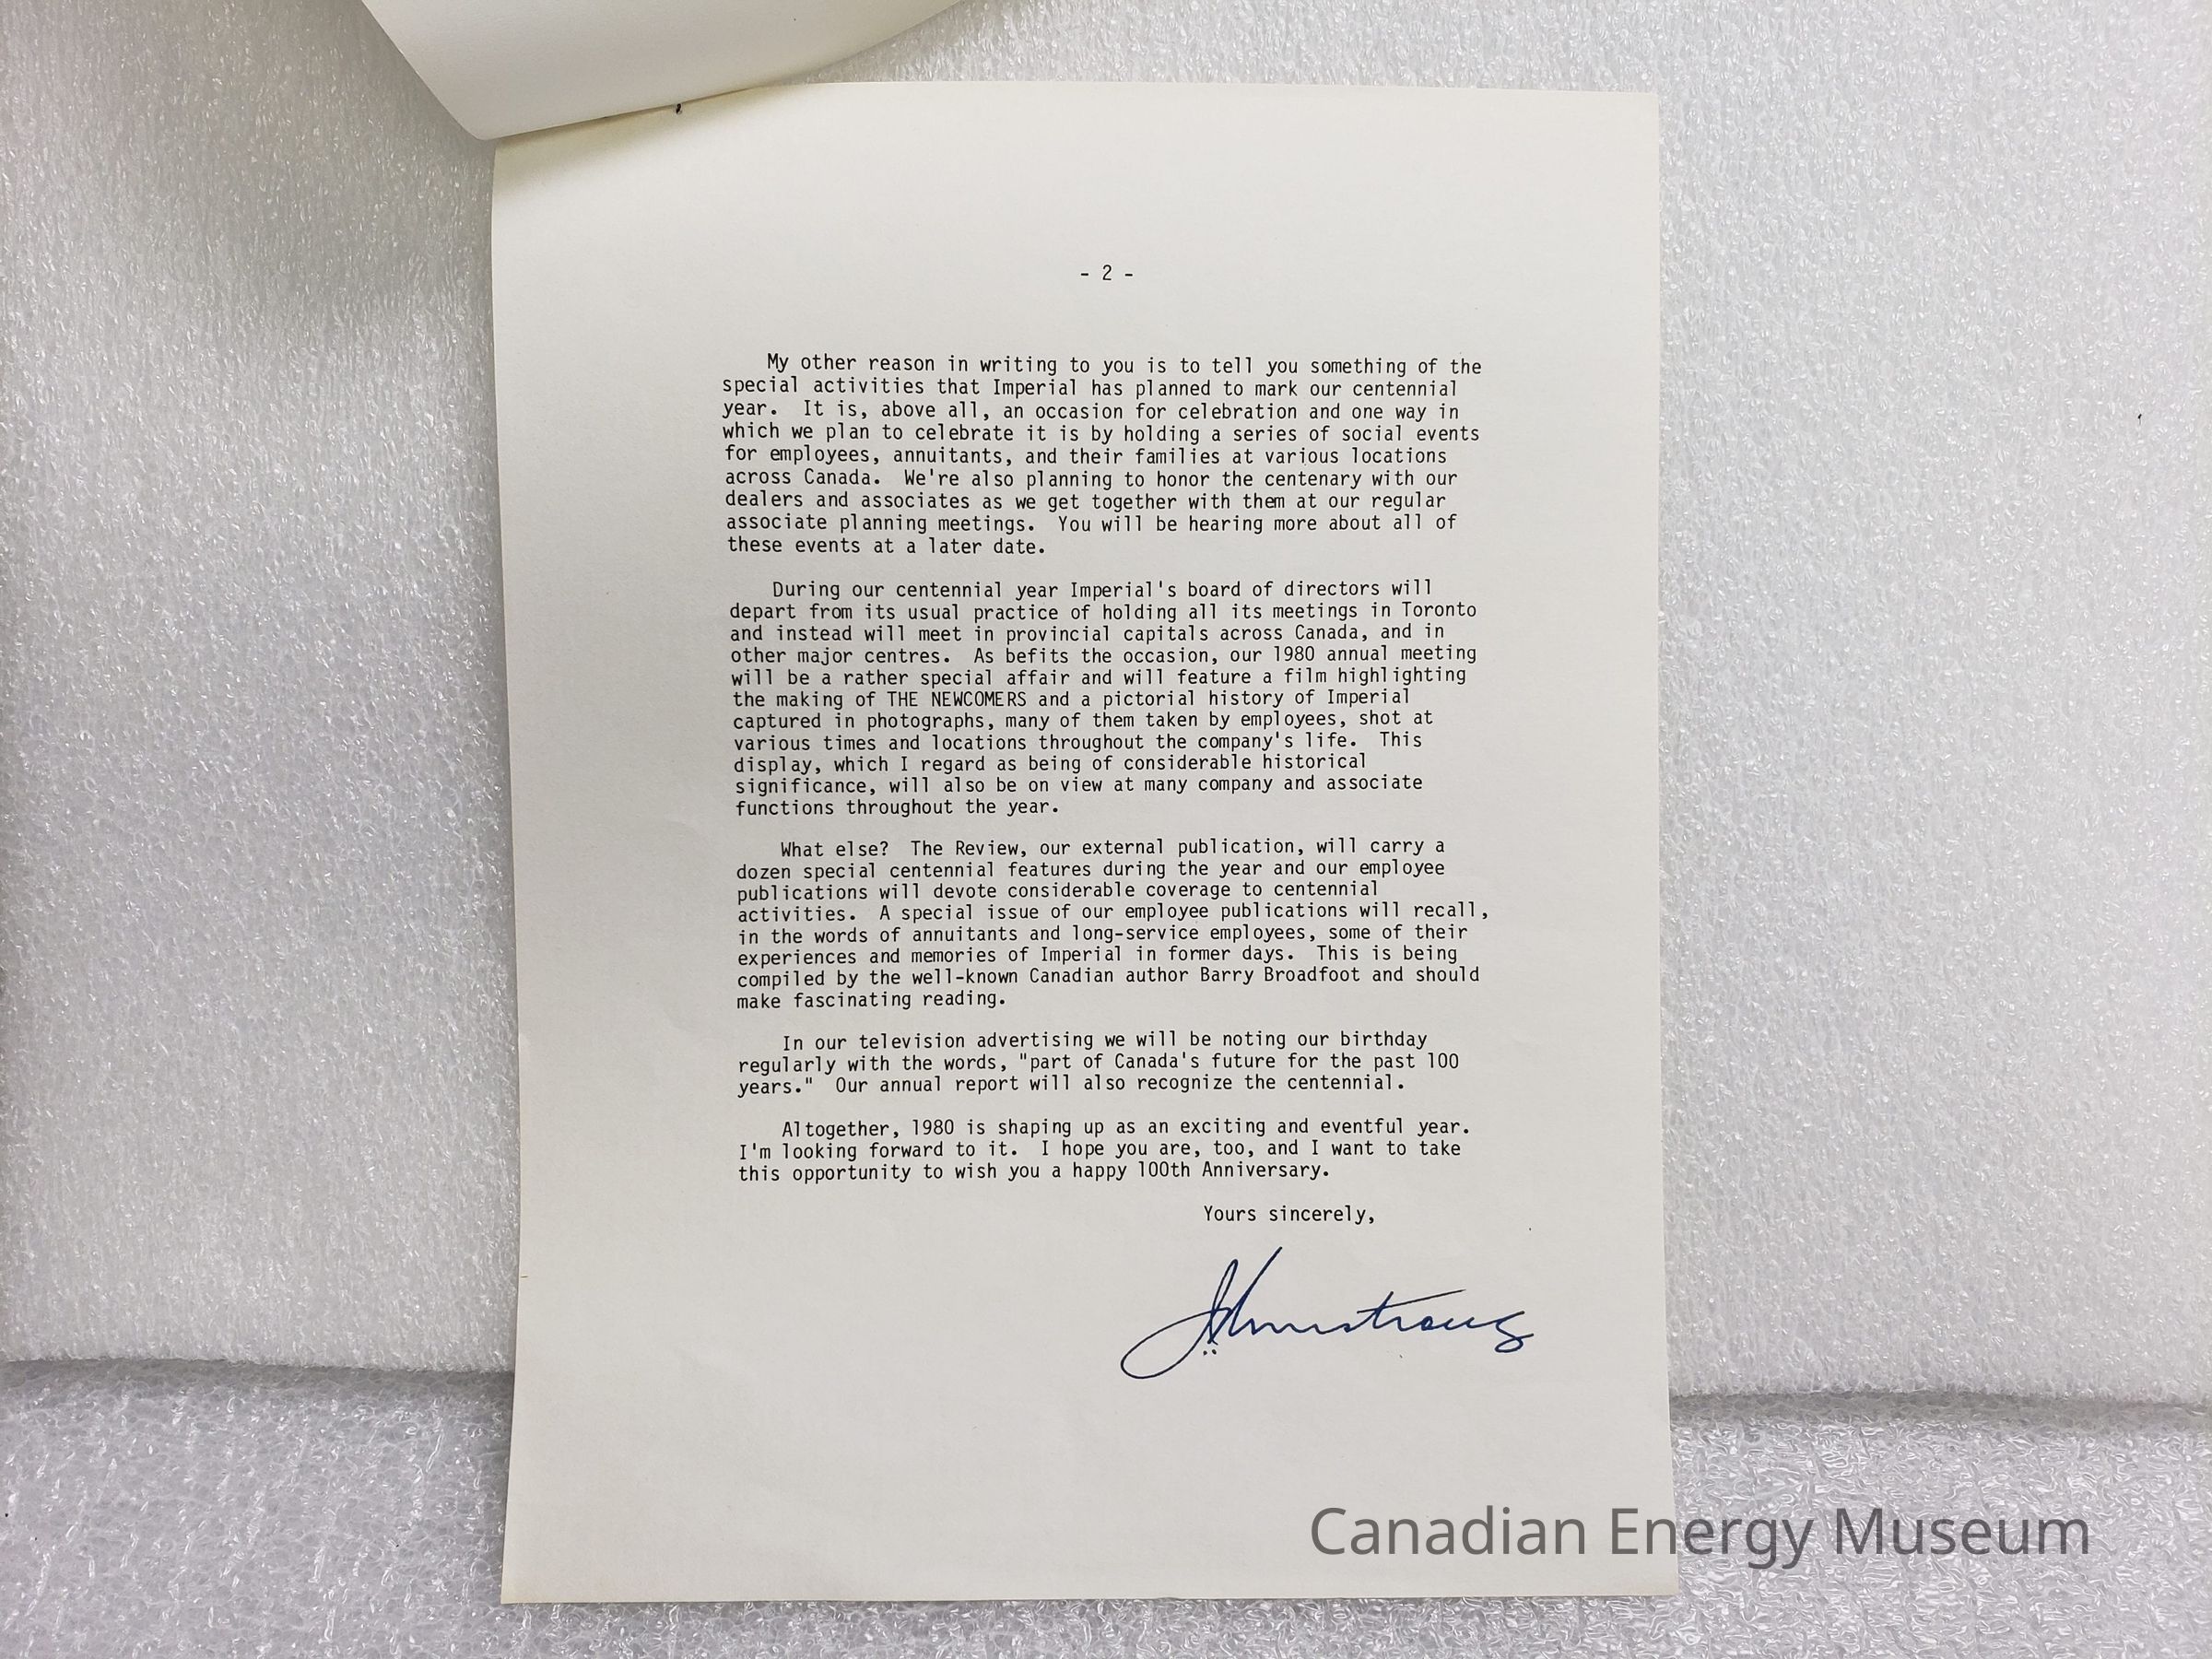 - 2 -
My other reason in writing to you is to tell you something of the
special activities that Imperial has planned to mark our centennial
year. It is, above all, an occasion for celebration and one way in
which we plan to celebrate it is by holding a series of social events
for employees, annuitants, and their families at various locations
across Canada. We're also planning to honor the centenary with our
dealers and associates as we get together with them at our regular
associate planning meetings. You will be hearing more about all of
these events at a later date.
During our centennial year Imperial's board of directors will
depart from its usual practice of holding all its meetings in Toronto
and instead will meet in provincial capitals across Canada, and in
other major centres. As befits the occasion, our 1980 annual meeting
will be a rather special affair and will feature a film highlighting
the making of THE NEWCOMERS and a pictorial history of Imperial
captured in photographs, many of them taken by employees, shot at
various times and locations throughout the company's life. This
display, which I regard as being of considerable historical
significance, will also be on view at many company and associate
functions throughout the year.
What else? The Review, our external publication, will carry a
dozen special centennial features during the year and our employee
publications will devote considerable coverage to centennial
activities. A special issue of our employee publications will recall,
in the words of annuitants and long-service employees, some of their
experiences and memories of Imperial in former days. This is being
compiled by the well-known Canadian author Barry Broadfoot and should
make fascinating reading.
In our television advertising we will be noting our birthday
regularly with the words, "part of Canada's future for the past 100
years." Our annual report will also recognize the centennial.
Altogether, 1980 is shaping up as an exciting and eventful year.
I'm looking forward to it. I hope you are, too, and I want to take
this opportunity to wish you a happy 100th Anniversary.
Yours sincerely,
JArmstrong
Canadian Energy Museum